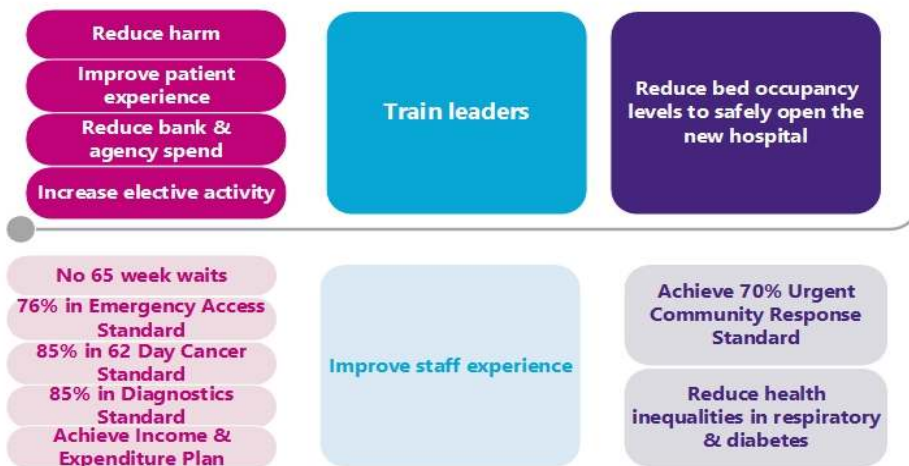 Reduce harm
Improve patient
experience
Reduce bank &
agency spend
Increase elective activity
Train leaders
Reduce bed occupancy
levels to safely open the
new hospital
No 65 week waits
76% in Emergency Access
Standard
85% in 62 Day Cancer
Standard
85% in Diagnostics
Standard
Achieve Income &
Expenditure Plan
Improve staff experience
Achieve 70% Urgent
Community Response
Standard
Reduce health
inequalities in respiratory
& diabetes